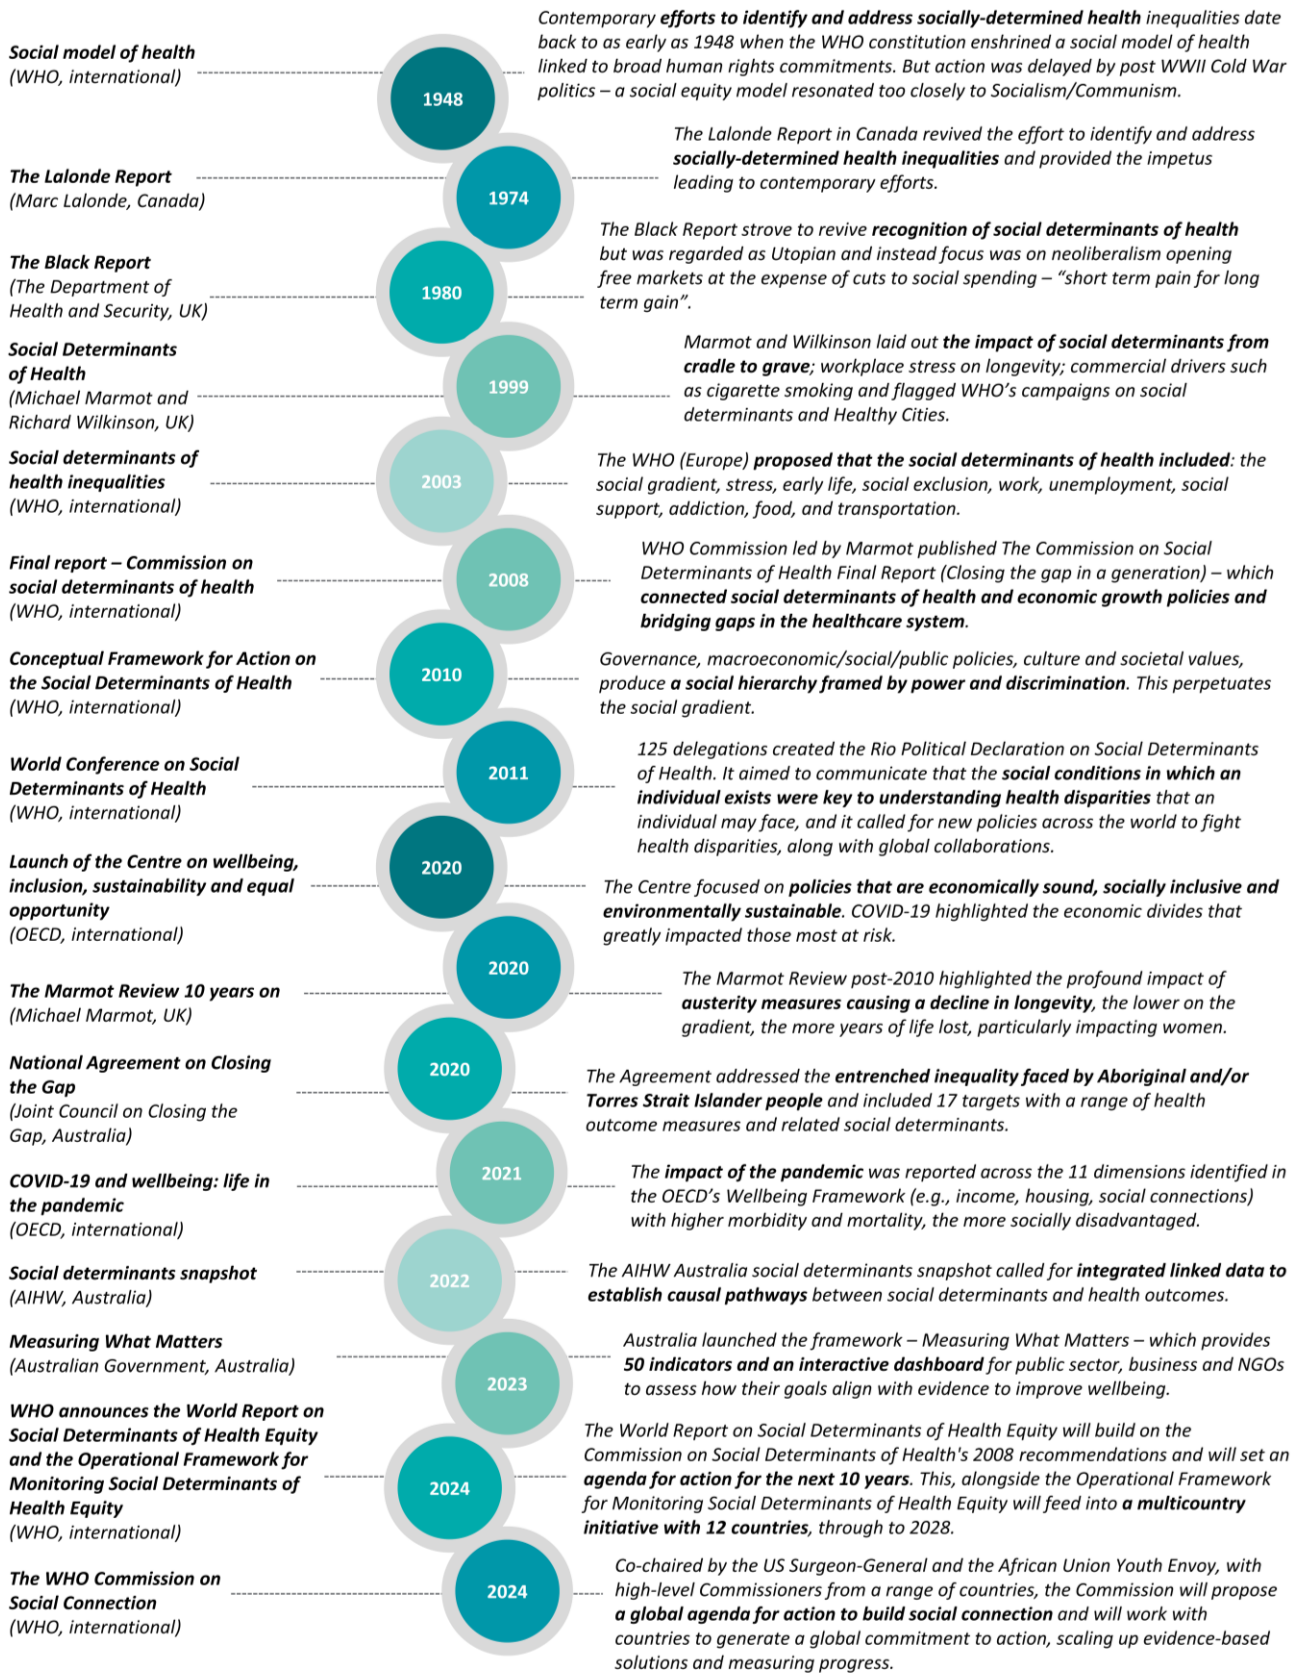 Social model of health
(WHO, international)
1948
Contemporary efforts to identify and address socially-determined health inequalities date
back to as early as 1948 when the WHO constitution enshrined a social model of health
linked to broad human rights commitments. But action was delayed by post WWII Cold War
politics – a social equity model resonated too closely to Socialism/Communism.
The Lalonde Report
(Marc Lalonde, Canada)
1974
The Lalonde Report in Canada revived the effort to identify and address
socially-determined health inequalities and provided the impetus
leading to contemporary efforts.
The Black Report
(The Department of
Health and Security, UK)
1980
The Black Report strove to revive recognition of social determinants of health
but was regarded as Utopian and instead focus was on neoliberalism opening
free markets at the expense of cuts to social spending – “short term pain for long
term gain”.
Social Determinants
of Health
(Michael Marmot and
Richard Wilkinson, UK)
1999
Marmot and Wilkinson laid out the impact of social determinants from
cradle to grave; workplace stress on longevity; commercial drivers such
as cigarette smoking and flagged WHO’s campaigns on social
determinants and Healthy Cities.
Social determinants of
health inequalities
(WHO, international)
2003
The WHO (Europe) proposed that the social determinants of health included: the
social gradient, stress, early life, social exclusion, work, unemployment, social
support, addiction, food, and transportation.
Final report – Commission on
social determinants of health
(WHO, international)
2008
WHO Commission led by Marmot published The Commission on Social
Determinants of Health Final Report (Closing the gap in a generation) – which
connected social determinants of health and economic growth policies and
bridging gaps in the healthcare system.
Conceptual Framework for Action on
the Social Determinants of Health
(WHO, international)
2010
Governance, macroeconomic/social/public policies, culture and societal values,
produce a social hierarchy framed by power and discrimination. This perpetuates
the social gradient.
World Conference on Social
Determinants of Health
(WHO, international)
2011
125 delegations created the Rio Political Declaration on Social Determinants
of Health. It aimed to communicate that the social conditions in which an
individual exists were key to understanding health disparities that an
individual may face, and it called for new policies across the world to fight
health disparities, along with global collaborations.
Launch of the Centre on wellbeing,
inclusion, sustainability and equal
opportunity
(OECD, international)
2020
The Centre focused on policies that are economically sound, socially inclusive and
environmentally sustainable. COVID-19 highlighted the economic divides that
greatly impacted those most at risk.
The Marmot Review 10 years on
(Michael Marmot, UK)
2020
The Marmot Review post-2010 highlighted the profound impact of
austerity measures causing a decline in longevity, the lower on the
gradient, the more years of life lost, particularly impacting women.
National Agreement on Closing
the Gap
(Joint Council on Closing the
Gap, Australia)
2020
The Agreement addressed the entrenched inequality faced by Aboriginal and/or
Torres Strait Islander people and included 17 targets with a range of health
outcome measures and related social determinants.
COVID-19 and wellbeing: life in
the pandemic
(OECD, international)
2021
The impact of the pandemic was reported across the 11 dimensions identified in
the OECD’s Wellbeing Framework (e.g., income, housing, social connections)
with higher morbidity and mortality, the more socially disadvantaged.
Social determinants snapshot
(AIHW, Australia)
2022
The AIHW Australia social determinants snapshot called for integrated linked data to
establish causal pathways between social determinants and health outcomes.
Measuring What Matters
(Australian Government, Australia)
2023
Australia launched the framework – Measuring What Matters – which provides
50 indicators and an interactive dashboard for public sector, business and NGOs
to assess how their goals align with evidence to improve wellbeing.
WHO announces the World Report on
Social Determinants of Health Equity
and the Operational Framework for
Monitoring Social Determinants of
Health Equity
(WHO, international)
2024
The World Report on Social Determinants of Health Equity will build on the
Commission on Social Determinants of Health's 2008 recommendations and will set an
agenda for action for the next 10 years. This, alongside the Operational Framework
for Monitoring Social Determinants of Health Equity will feed into a multicountry
initiative with 12 countries, through to 2028.
The WHO Commission on
Social Connection
(WHO, international)
2024
Co-chaired by the US Surgeon-General and the African Union Youth Envoy, with
high-level Commissioners from a range of countries, the Commission will propose
a global agenda for action to build social connection and will work with
countries to generate a global commitment to action, scaling up evidence-based
solutions and measuring progress.